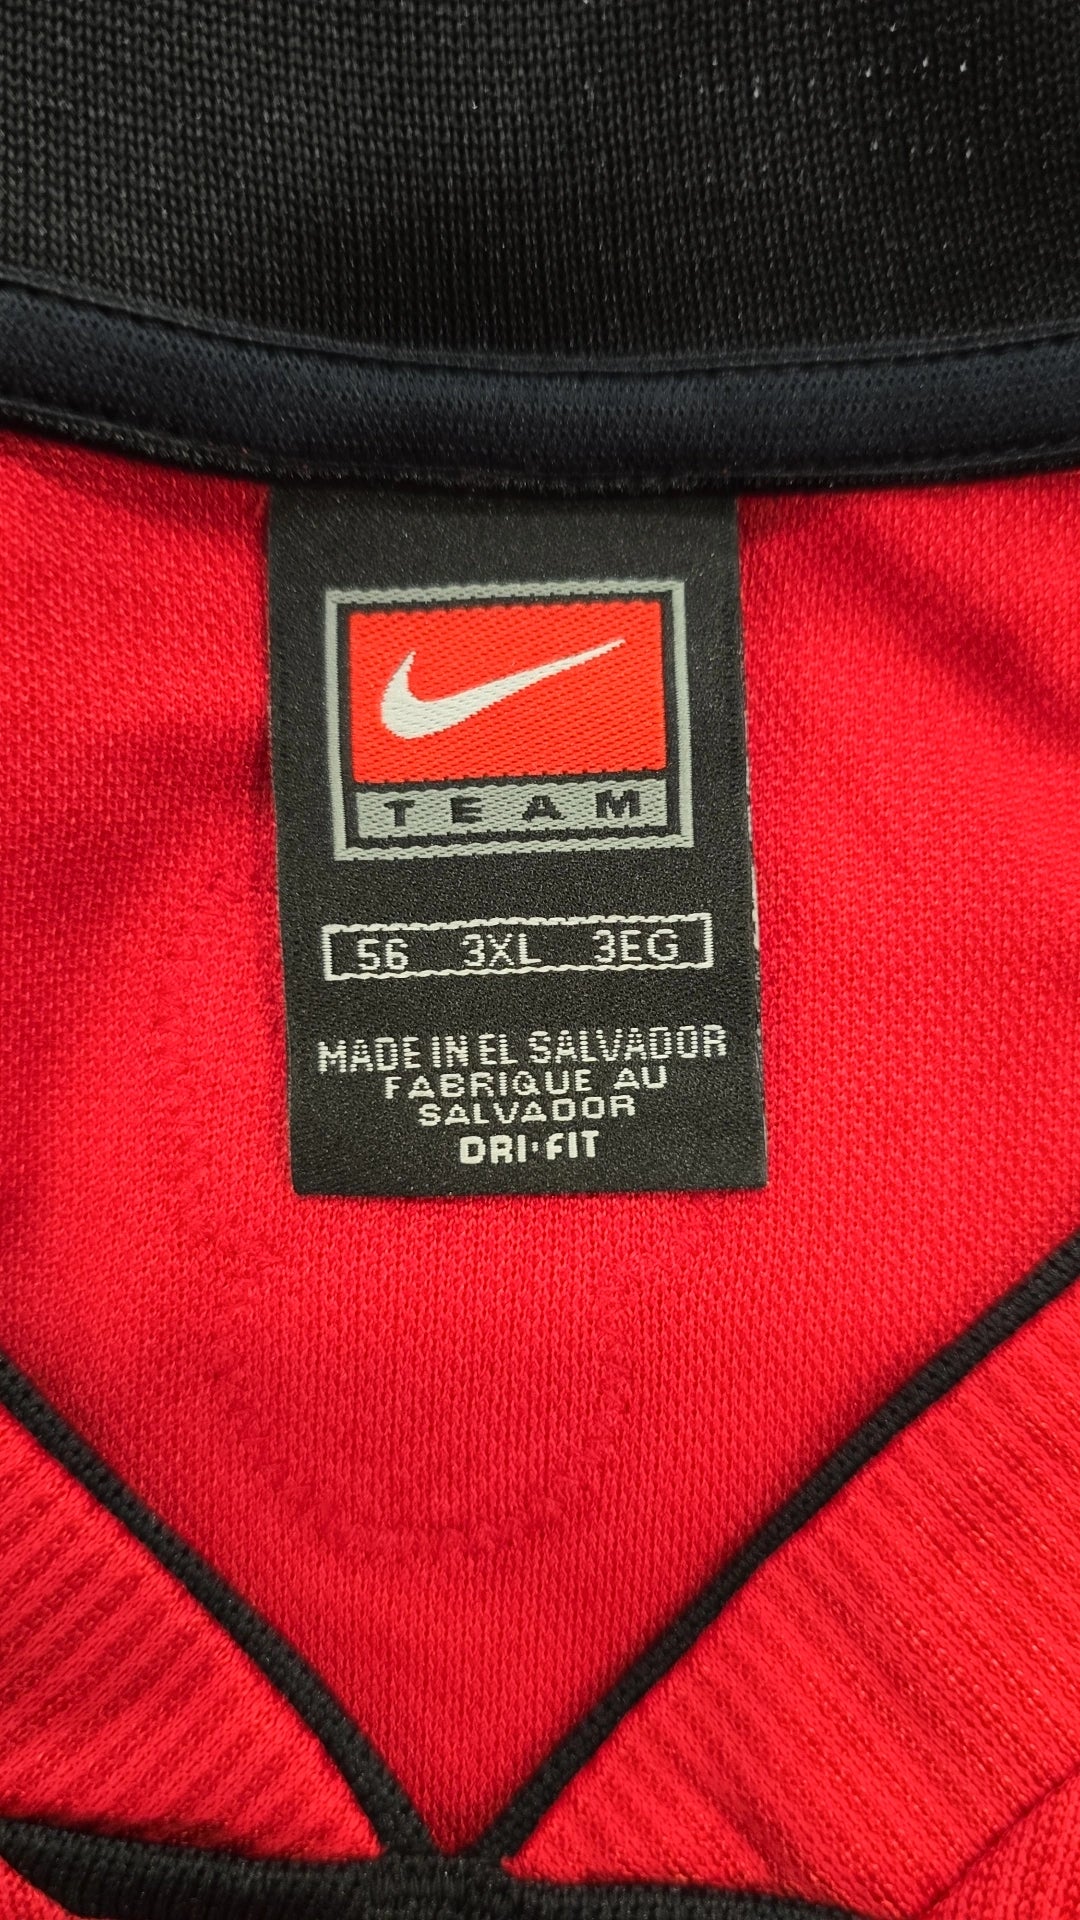 TEAM
56 3XL 3EG
MADE IN EL SALVADOR
FABRIQUE AU
SALVADOR
DRI•FIT